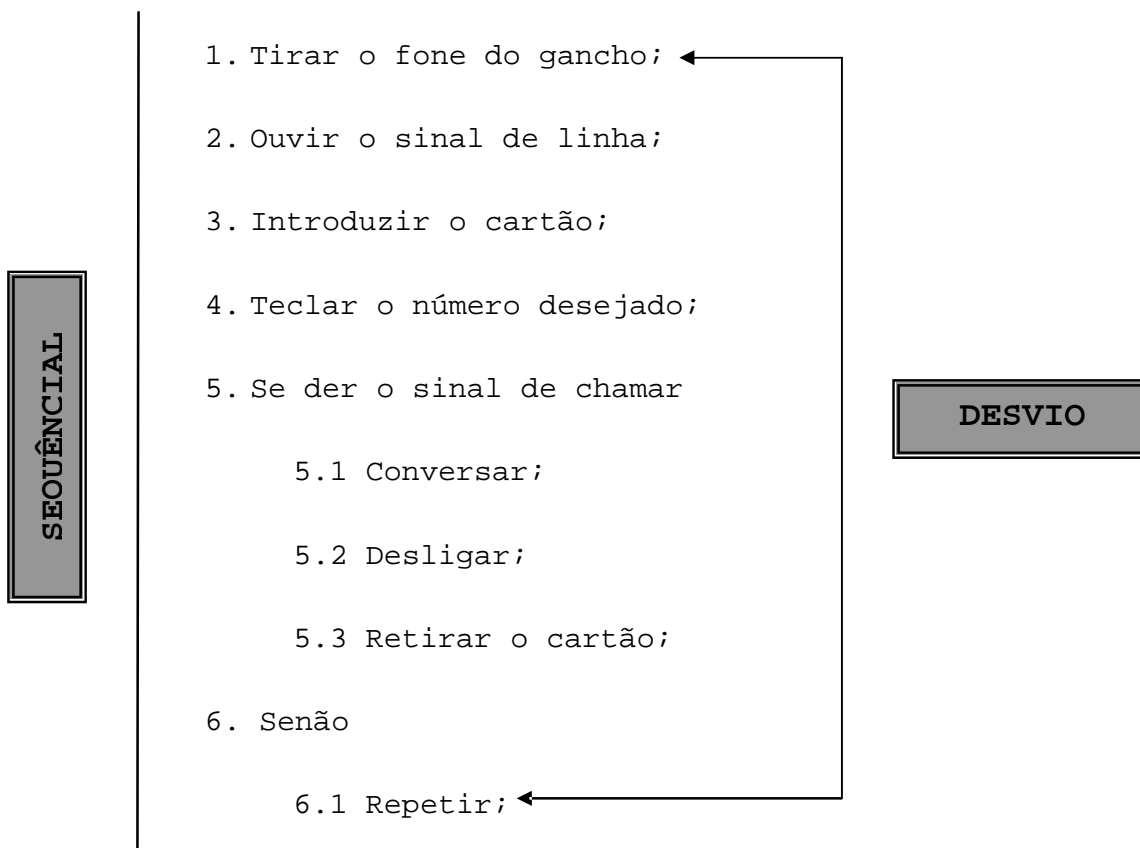 1. Tirar o fone do gancho;
2. Ouvir o sinal de linha;
3. Introduzir o cartão;
4. Teclar o número desejado;
5. Se der o sinal de chamar
5.1 Conversar;
5.2 Desligar;
5.3 Retirar o cartão;
6. Senão
6.1 Repetir;
SEQUÊNCIAL
DESVIO